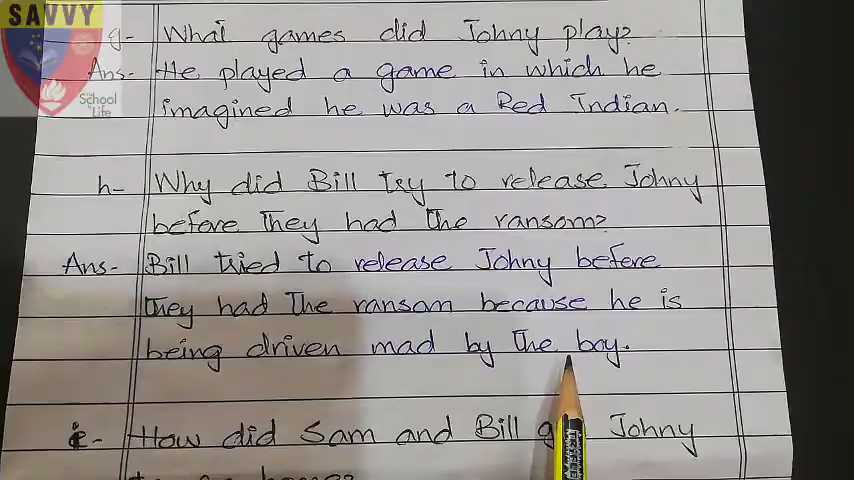 SAVVY
The School
for Life
g- What games did Johny play?
Ans- He played a game in which he
imagined he was a Red Indian.
h- Why did Bill try to release Johny
before they had the ransom?
Ans- Bill tried to release Johny before
they had the ransom because he is
being driven mad by the boy.
i- How did Sam and Bill Johny